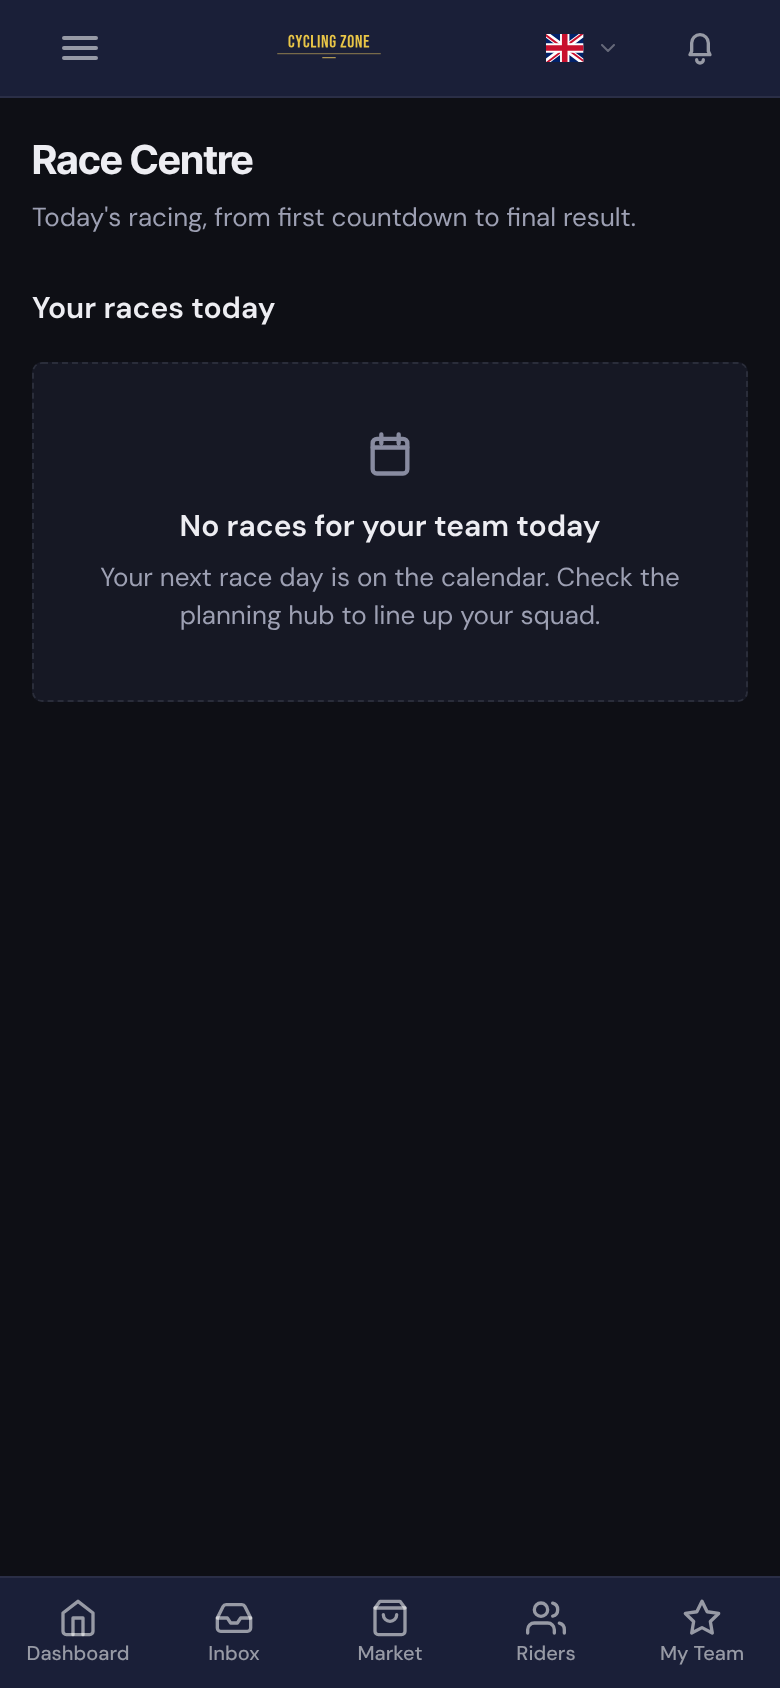 CYCLING ZONE
Race Centre
Today's racing, from first countdown to final result.
Your races today
No races for your team today
Your next race day is on the calendar. Check the
planning hub to line up your squad.
Dashboard
Inbox
Market
Riders
My Team